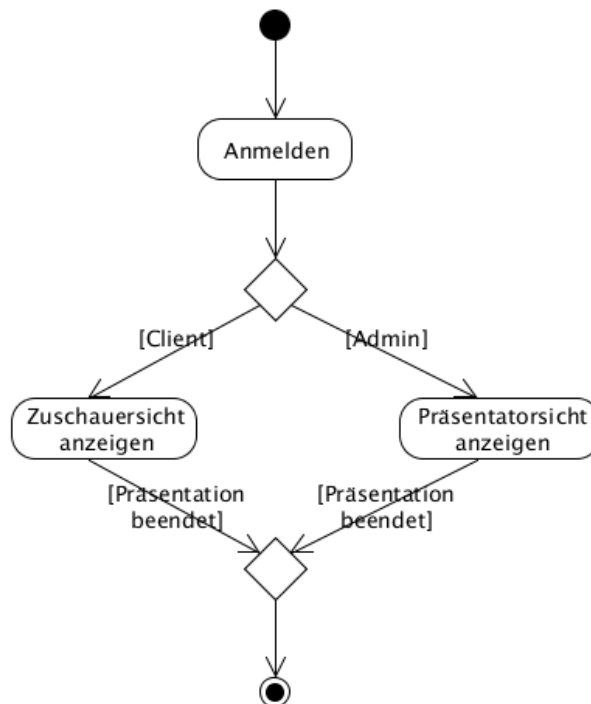 Anmelden
[Client]
[Admin]
Zuschauersicht
anzeigen
Präsentatorsicht
anzeigen
[Präsentation
beendet]
[Präsentation
beendet]